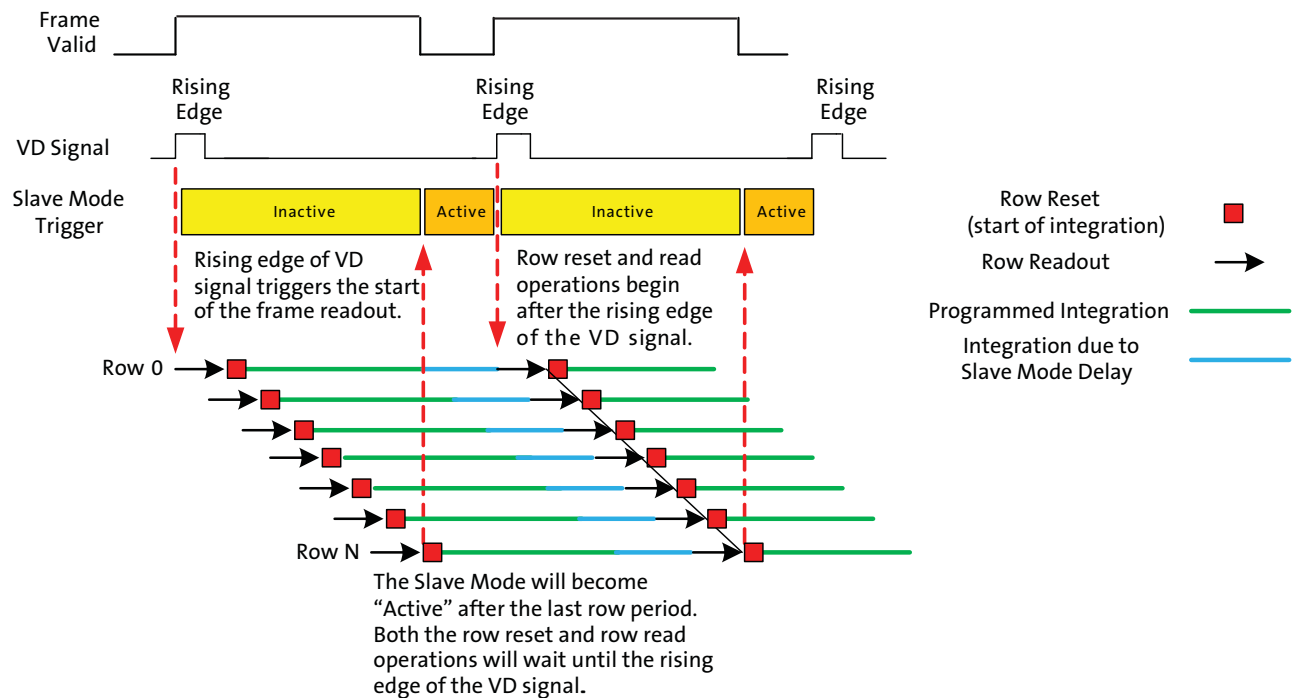 Frame
Valid
Rising
Edge
Rising
Edge
Rising
Edge
VD Signal
Slave Mode
Trigger
Inactive
Active
Inactive
Active
Rising edge of VD
signal triggers the start
of the frame readout.
Row reset and read
operations begin
after the rising edge
of the VD signal.
Row Reset
(start of integration)
Row Readout
Programmed Integration
Integration due to
Slave Mode Delay
Row 0
Row N
The Slave Mode will become
“Active” after the last row period.
Both the row reset and row read
operations will wait until the rising
edge of the VD signal.